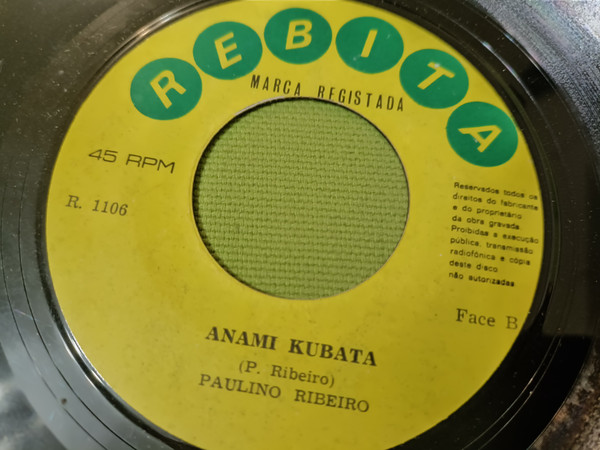 REBITA
MARCA REGISTADA
45 RPM
R. 1106
Reservados todos os
direitos do fabricante
e do proprietário
da obra gravada.
Proibidas a execução
pública, transmissão
radiofónica e cópia
deste disco
não autorizadas
Face B
ANAMI KUBATA
(P. Ribeiro)
PAULINO RIBEIRO